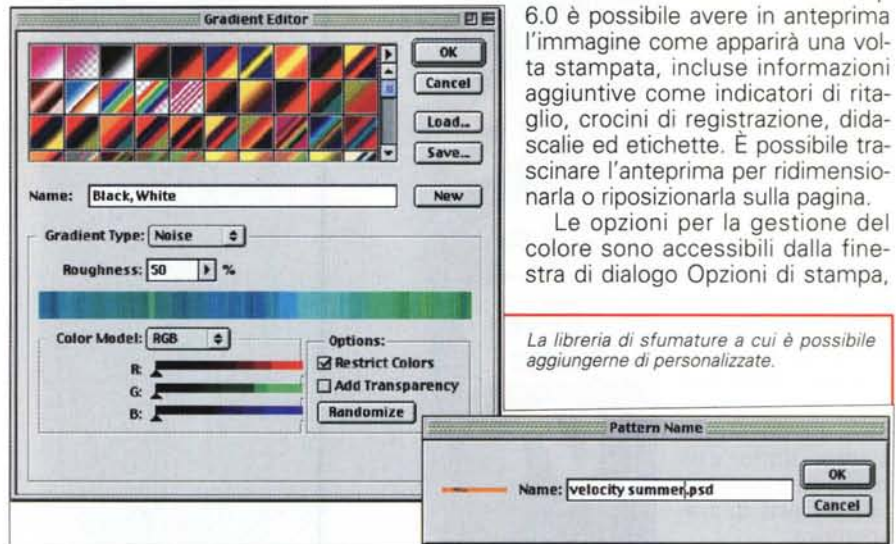 Gradient Editor
OK
Cancel
Load...
Save...
Name: Black, White
New
Gradient Type: Noise
Roughness: 50 %
Color Model: RGB
R:
G:
B:
Options:
Restrict Colors
Add Transparency
Randomize
6.0 è possibile avere in anteprima
l'immagine come apparirà una vol-
ta stampata, incluse informazioni
aggiuntive come indicatori di rita-
glio, crocini di registrazione, dida-
scalie ed etichette. È possibile tra-
scinare l'anteprima per ridimensio-
narla o riposizionarla sulla pagina.
Le opzioni per la gestione del
colore sono accessibili dalla fine-
stra di dialogo Opzioni di stampa,
La libreria di sfumature a cui è possibile
aggiungerne di personalizzate.
Pattern Name
Name: velocity summer.psd
OK
Cancel